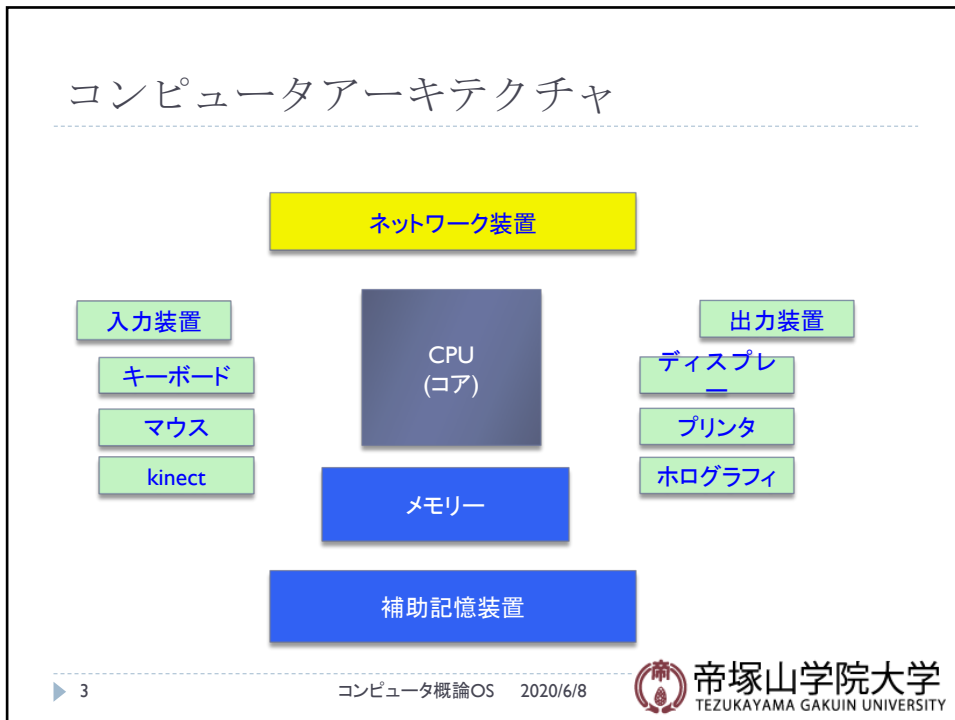 コンピュータアーキテクチャ
ネットワーク装置
入力装置
キーボード
マウス
kinect
CPU
(コア)
メモリー
補助記憶装置
出力装置
ディスプレ
ー
プリンタ
ホログラフィ
3
コンピュータ概論OS 2020/6/8
帝
帝塚山学院大学
TEZUKAYAMA GAKUIN UNIVERSITY